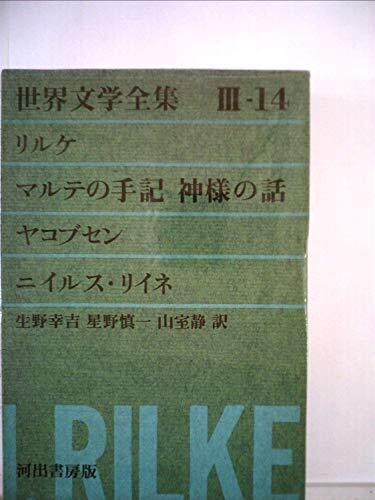 世界文学全集 Ⅲ-14
リルケ
マルテの手記 神様の話
ヤコブセン
ニイルス・リイネ
生野幸吉 星野慎一 山室静 訳
RILKE
河出書房版